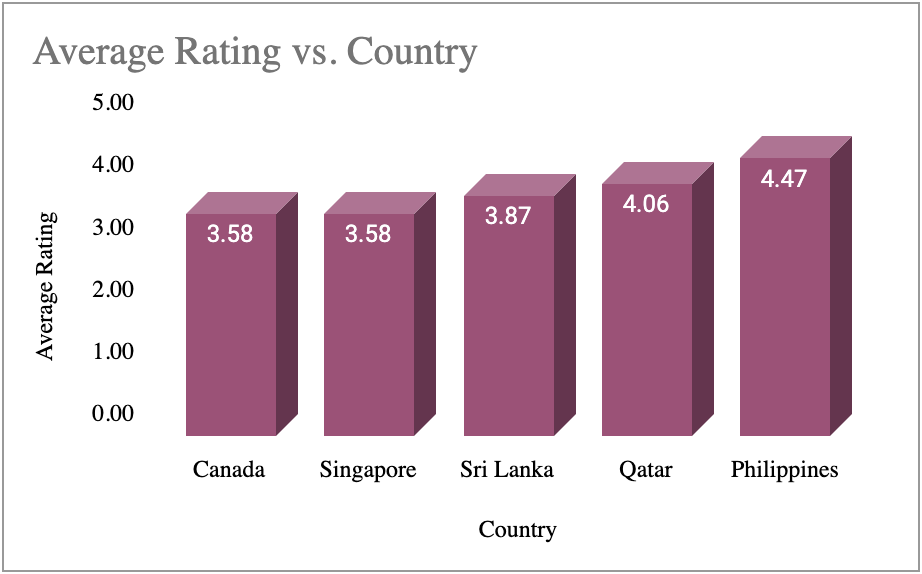 Average Rating vs. Country
5.00
4.00
3.00
2.00
1.00
0.00
Average Rating
3.58
3.58
3.87
4.06
4.47
Canada
Singapore
Sri Lanka
Qatar
Philippines
Country